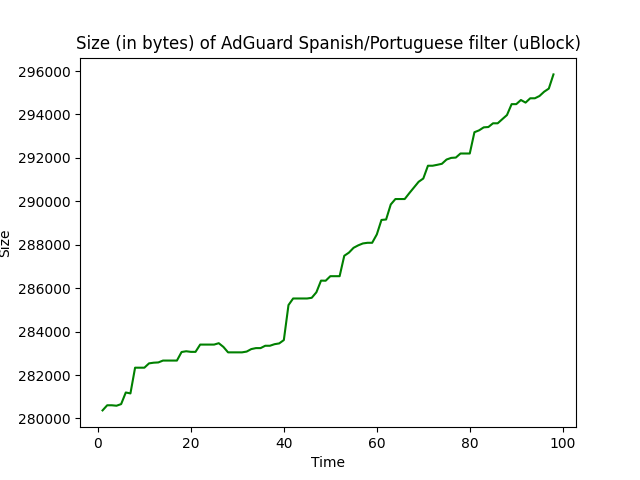 Size (in bytes) of AdGuard Spanish/Portuguese filter (uBlock)
296000
294000
292000
290000
288000
286000
284000
282000
280000
Size
0 20 40 60 80 100
Time